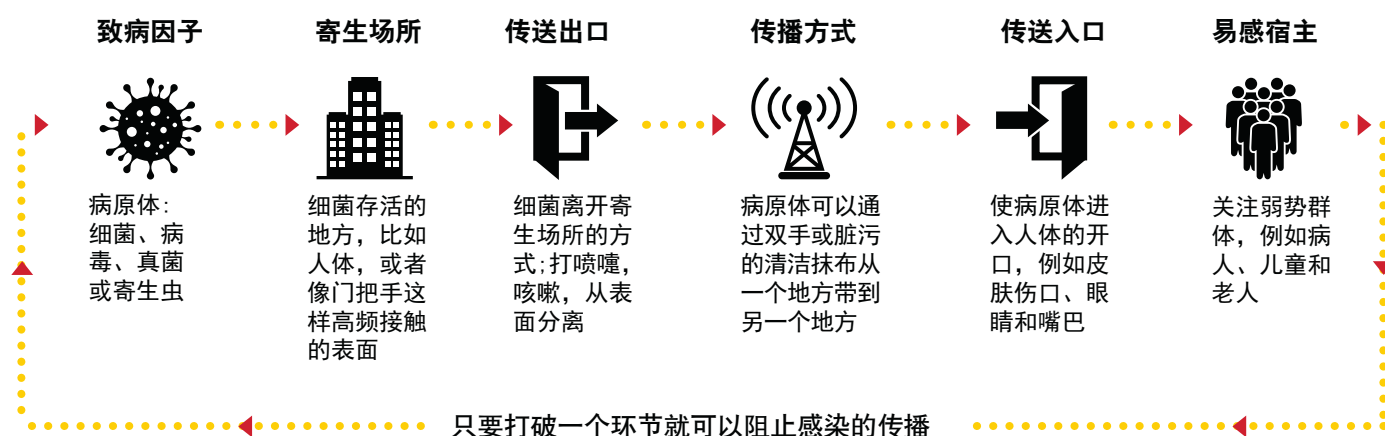 致病因子
寄生场所
传送出口
传播方式
传送入口
易感宿主
病原体:
细菌、病
毒、真菌
或寄生虫
细菌存活的
地方，比如
人体，或者
像门把手这
样高频接触
的表面
细菌离开寄
生场所的方
式;打喷嚏，
咳嗽，从表
面分离
病原体可以通
过双手或脏污
的清洁抹布从
一个地方带到
另一个地方
使病原体进
入人体的开
口，例如皮
肤伤口、眼
睛和嘴巴
关注弱势群
体，例如病
人、儿童和
老人
只要打破一个环节就可以阻止感染的传播